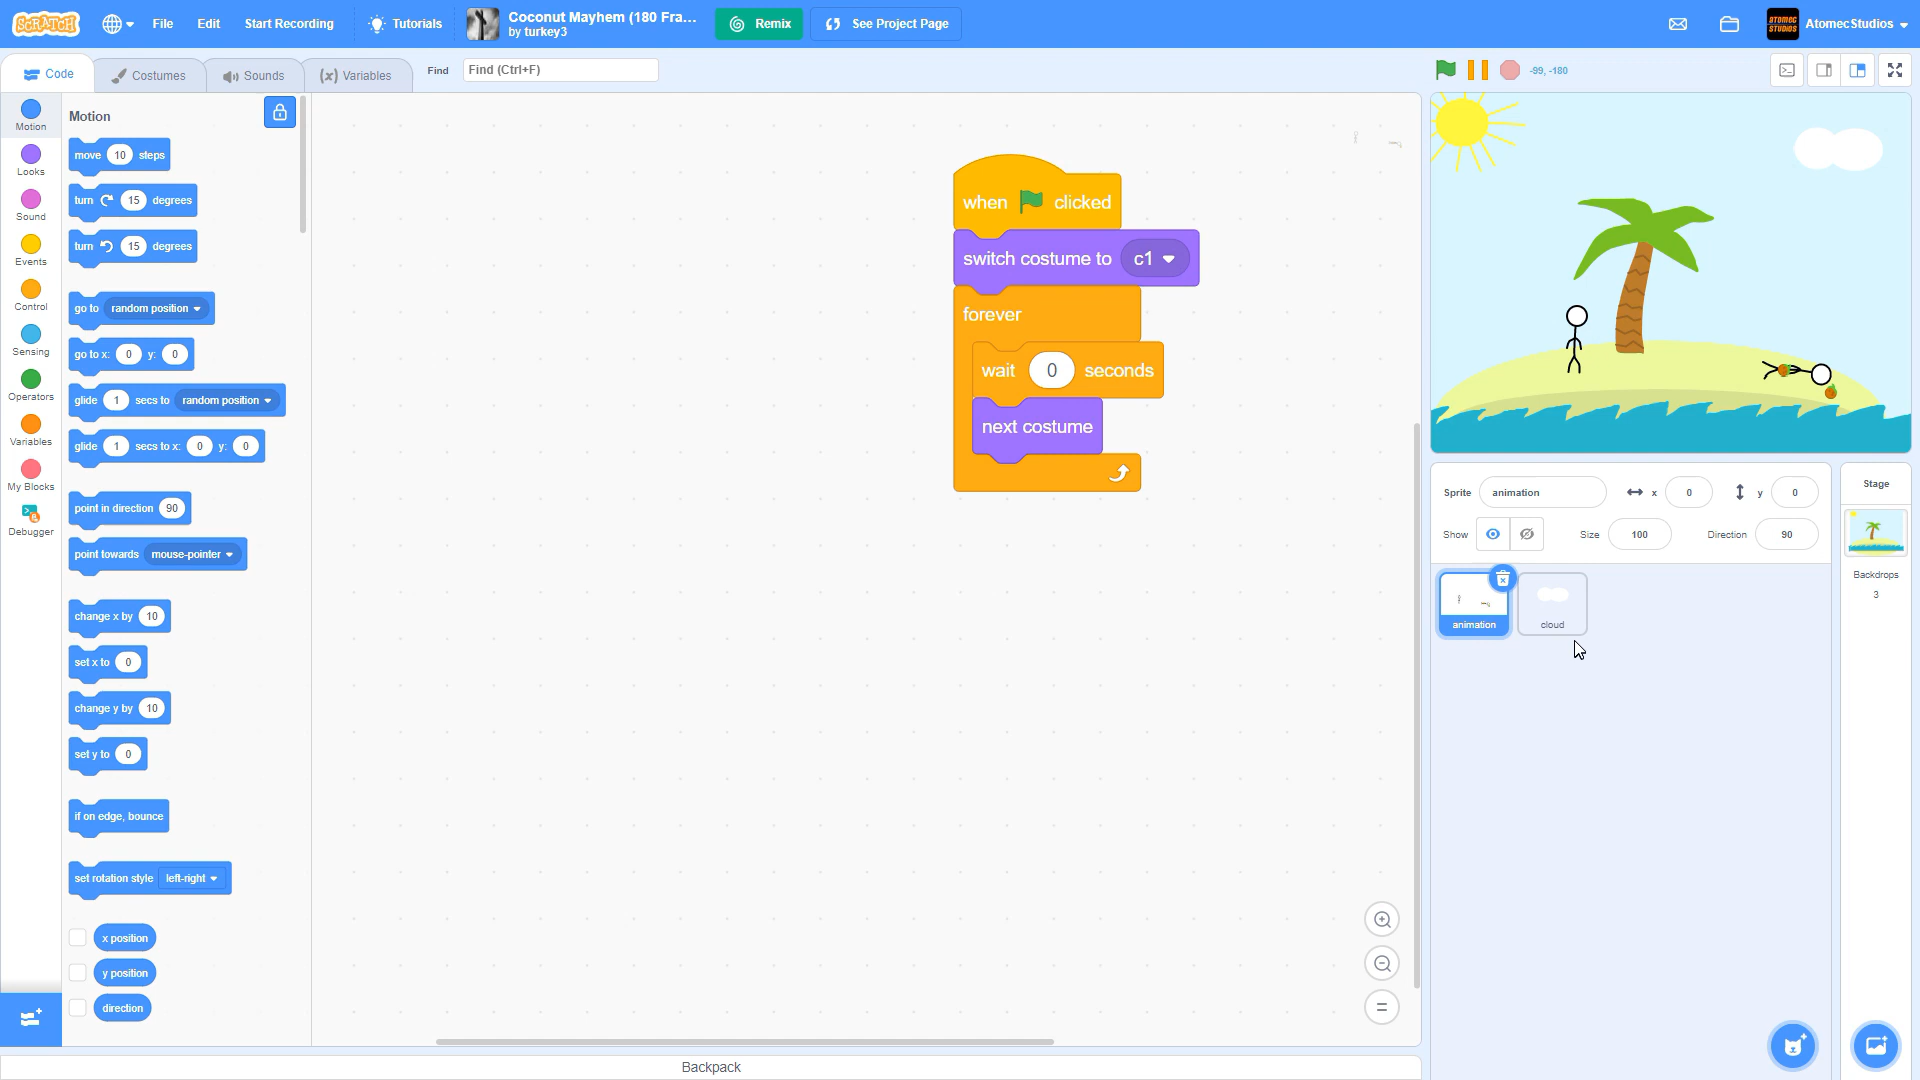 SCRATCH
File
Edit
Start Recording
Tutorials
Coconut Mayhem (180 Fra...
by turkey3
Remix
See Project Page
ATOMEC
STUDIOS
AtomecStudios
Code
Costumes
Sounds
(x) Variables
Find
Find (Ctrl+F)
-99, -180
Motion
Looks
Sound
Events
Control
Sensing
Operators
Variables
My Blocks
Debugger
Motion
move 10 steps
turn 15 degrees
turn 15 degrees
go to random position
go to x: 0 y: 0
glide 1 secs to random position
glide 1 secs to x: 0 y: 0
point in direction 90
point towards mouse-pointer
change x by 10
set x to 0
change y by 10
set y to 0
if on edge, bounce
set rotation style left-right
x position
y position
direction
when clicked
switch costume to c1
forever
wait 0 seconds
next costume
Sprite animation x 0 y 0
Show Size 100 Direction 90
animation
cloud
Stage
Backdrops
3
Backpack